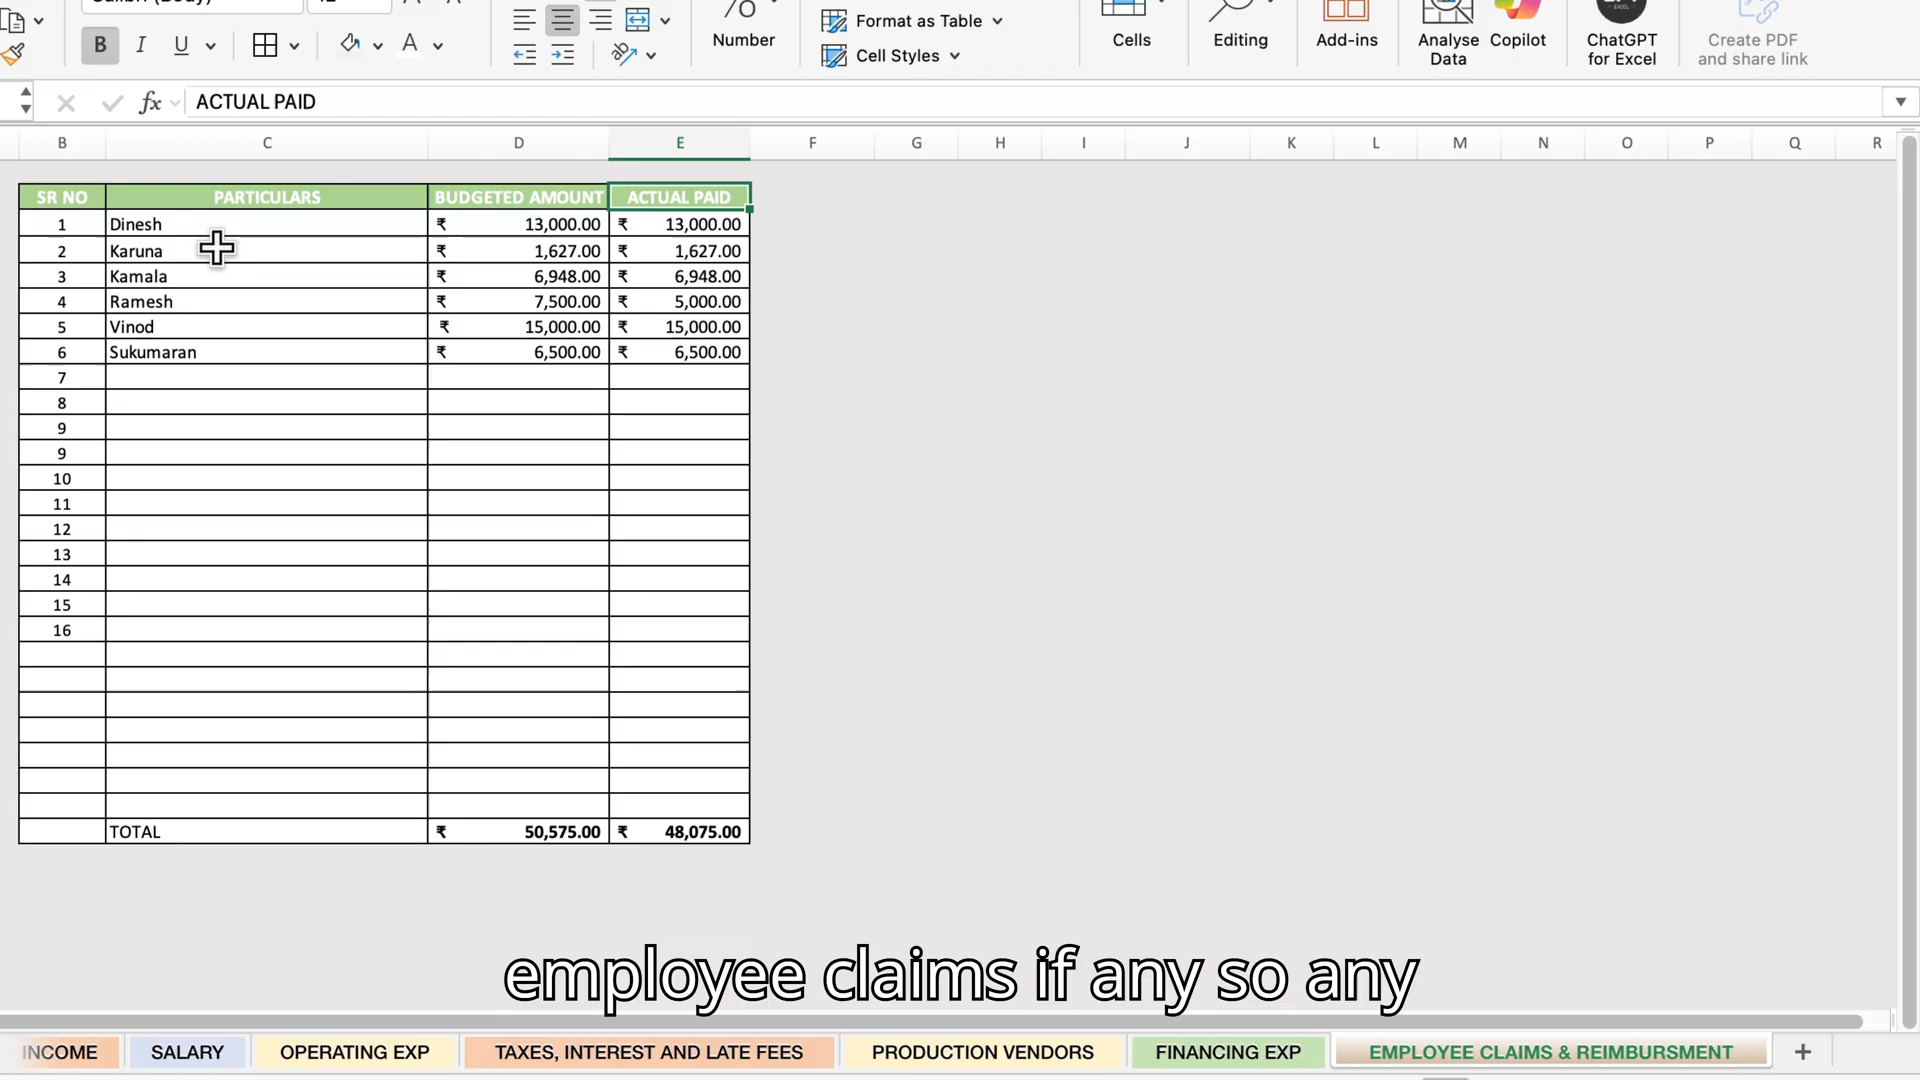 Format as Table
B I U A Number Cells Editing Add-ins Analyse Data Copilot ChatGPT for Excel Create PDF and share link
Cell Styles
fx ACTUAL PAID
B C D E F G H I J K L M N O P Q R
SR NO PARTICULARS BUDGETED AMOUNT ACTUAL PAID
1 Dinesh ₹ 13,000.00 ₹ 13,000.00
2 Karuna ₹ 1,627.00 ₹ 1,627.00
3 Kamala ₹ 6,948.00 ₹ 6,948.00
4 Ramesh ₹ 7,500.00 ₹ 5,000.00
5 Vinod ₹ 15,000.00 ₹ 15,000.00
6 Sukumaran ₹ 6,500.00 ₹ 6,500.00
7
8
9
9
10
11
12
13
14
15
16
TOTAL ₹ 50,575.00 ₹ 48,075.00
employee claims if any so any
INCOME SALARY OPERATING EXP TAXES, INTEREST AND LATE FEES PRODUCTION VENDORS FINANCING EXP EMPLOYEE CLAIMS & REIMBURSMENT +